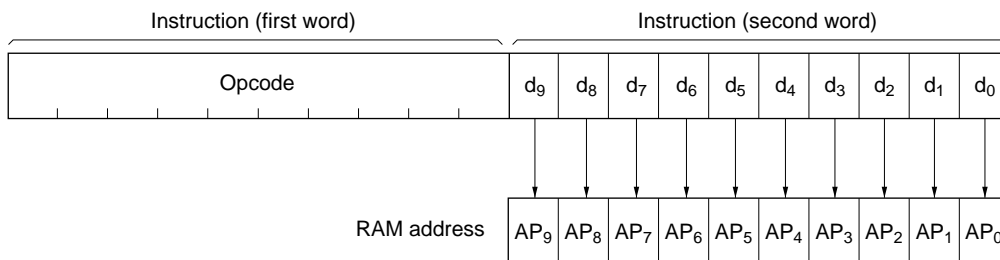 Instruction (first word) Instruction (second word)
Opcode d₉ d₈ d₇ d₆ d₅ d₄ d₃ d₂ d₁ d₀
RAM address AP₉ AP₈ AP₇ AP₆ AP₅ AP₄ AP₃ AP₂ AP₁ AP₀